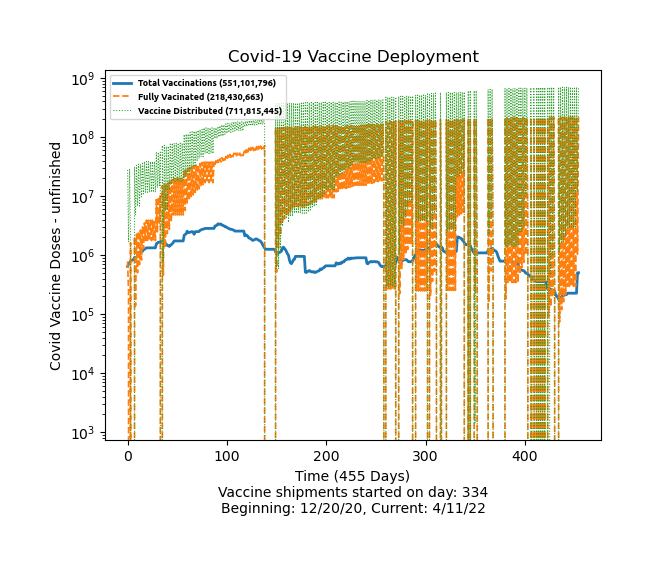 Covid-19 Vaccine Deployment
10⁹
10⁸
10⁷
10⁶
10⁵
10⁴
10³
Covid Vaccine Doses - unfinished
Total Vaccinations (551,101,796)
Fully Vacinated (218,430,663)
Vaccine Distributed (711,815,445)
0 100 200 300 400
Time (455 Days)
Vaccine shipments started on day: 334
Beginning: 12/20/20, Current: 4/11/22